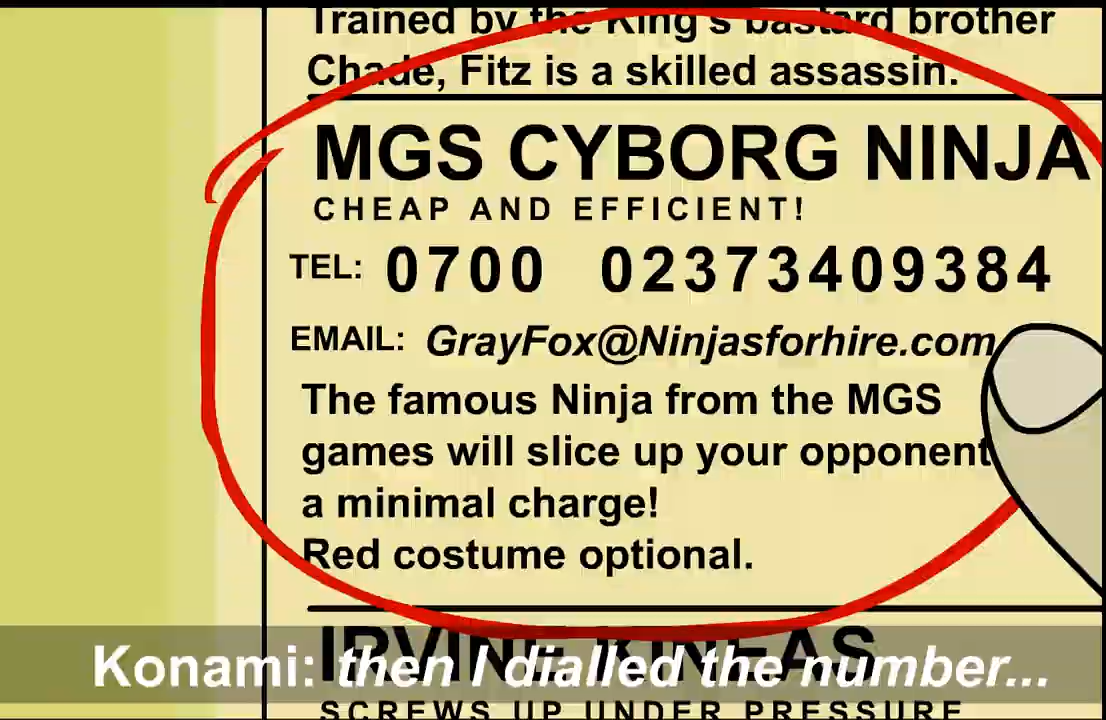 Trained by the King's bastard brother
Chade, Fitz is a skilled assassin.
MGS CYBORG NINJA
CHEAP AND EFFICIENT!
TEL: 0700 02373409384
EMAIL: GrayFox@Ninjasforhire.com
The famous Ninja from the MGS
games will slice up your opponent
a minimal charge!
Red costume optional.
IRVINE KINEAS
Konami: then I dialled the number...
SCREWS UP UNDER PRESSURE